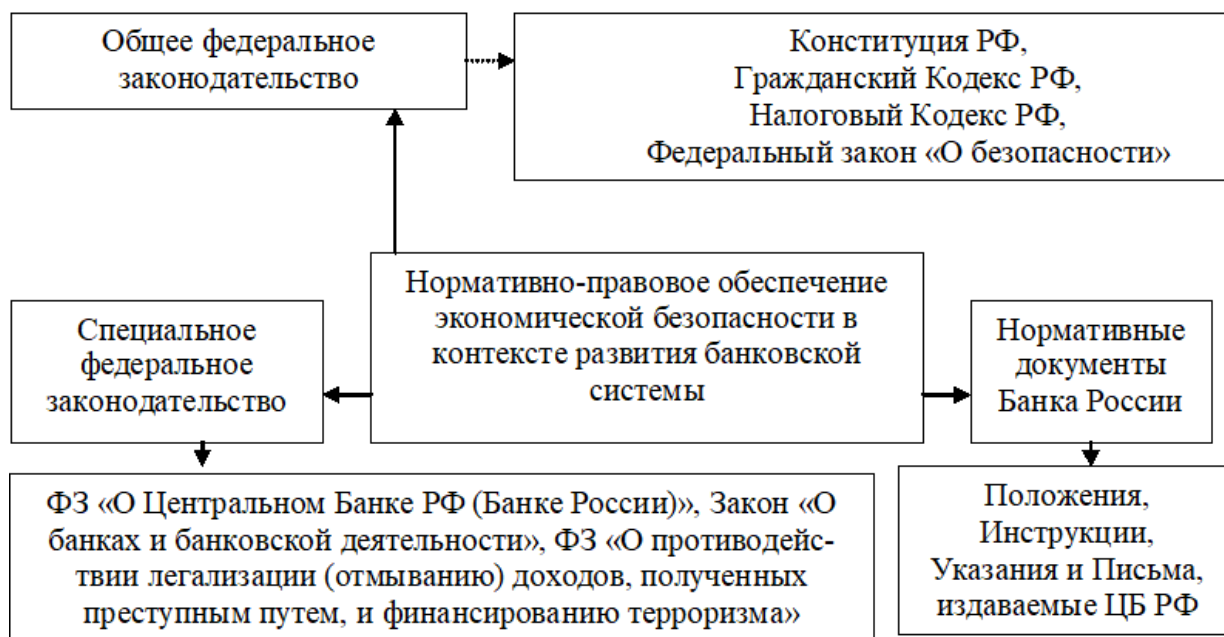 Общее федеральное
законодательство
Конституция РФ,
Гражданский Кодекс РФ,
Налоговый Кодекс РФ,
Федеральный закон «О безопасности»
Нормативно-правовое обеспечение
экономической безопасности в
контексте развития банковской
системы
Специальное
федеральное
законодательство
Нормативные
документы
Банка России
ФЗ «О Центральном Банке РФ (Банке России)», Закон «О
банках и банковской деятельности», ФЗ «О противодейс-
твии легализации (отмыванию) доходов, полученных
преступным путем, и финансированию терроризма»
Положения,
Инструкции,
Указания и Письма,
издаваемые ЦБ РФ